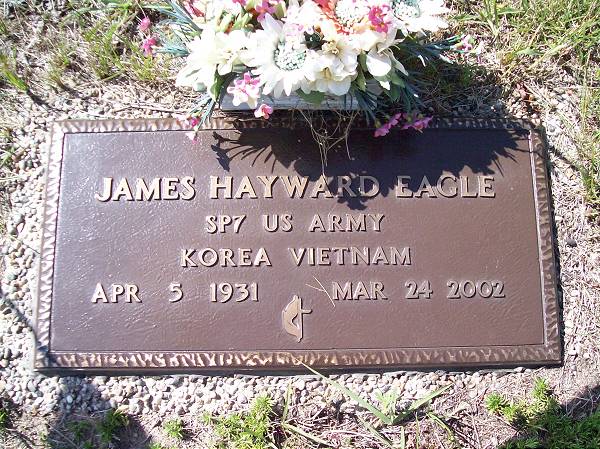 JAMES HAYWARD EAGLE
SP7 US ARMY
KOREA VIETNAM
APR 5 1931 MAR 24 2002